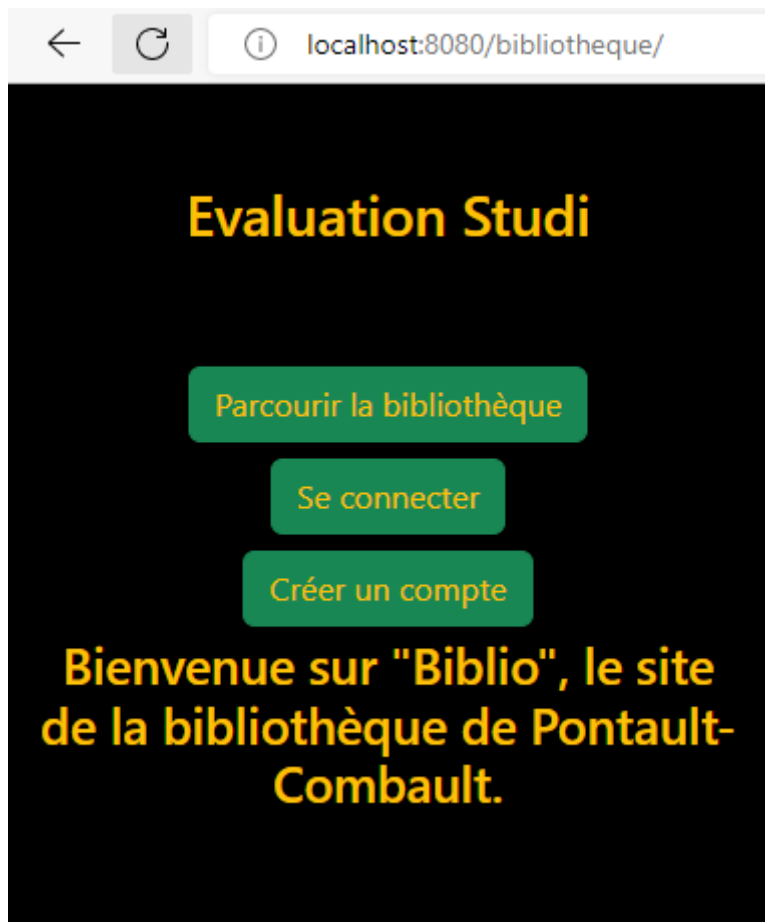 localhost:8080/bibliotheque/
Evaluation Studi
Parcourir la bibliothèque
Se connecter
Créer un compte
Bienvenue sur "Biblio", le site
de la bibliothèque de Pontault-
Combault.